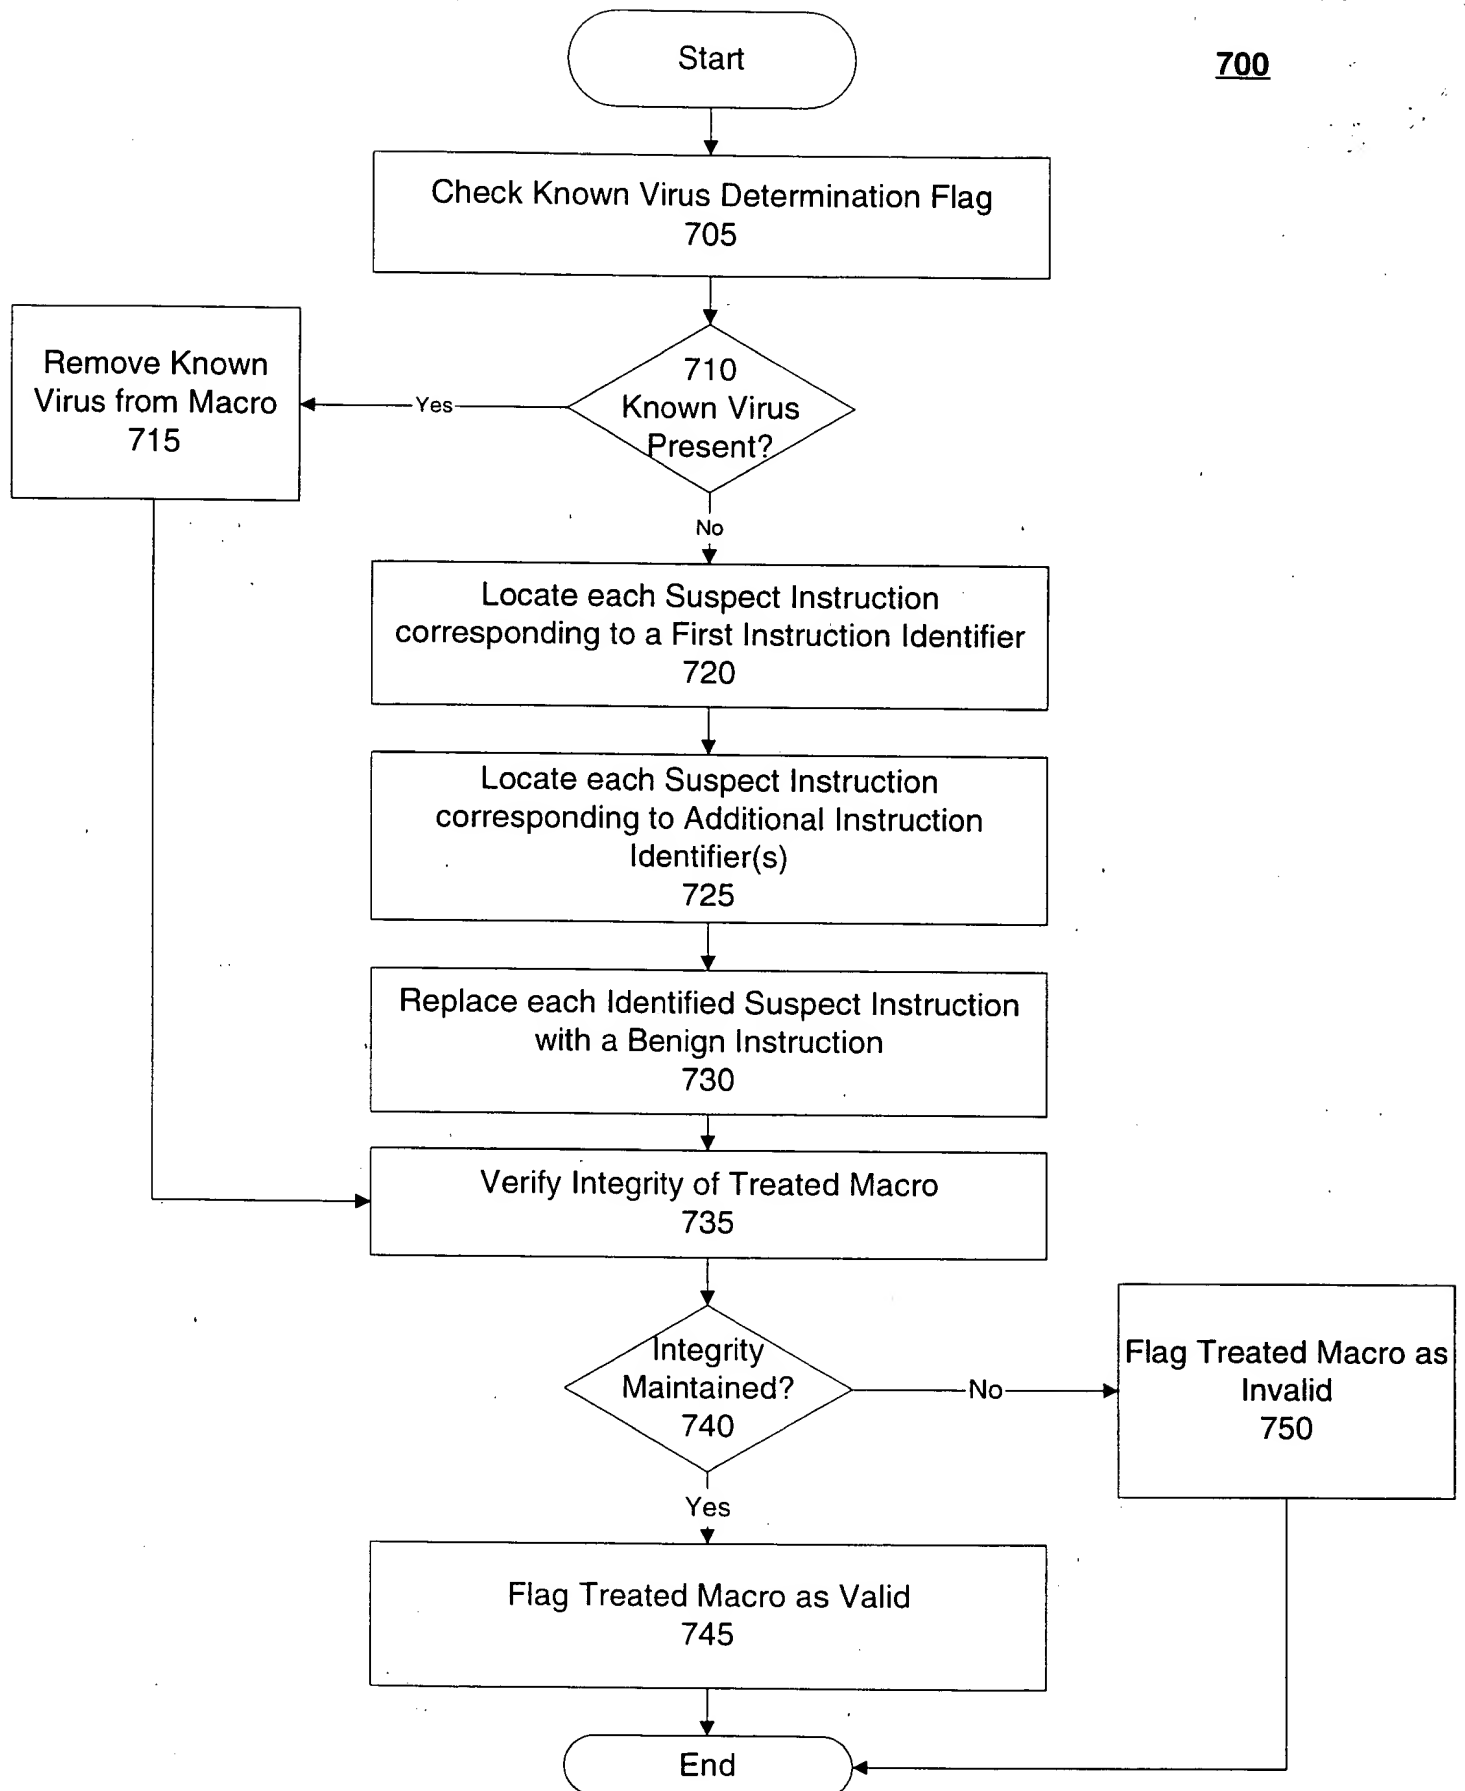 Start
700
Check Known Virus Determination Flag
705
Remove Known
Virus from Macro
715
Yes
710
Known Virus
Present?
No
Locate each Suspect Instruction
corresponding to a First Instruction Identifier
720
Locate each Suspect Instruction
corresponding to Additional Instruction
Identifier(s)
725
Replace each Identified Suspect Instruction
with a Benign Instruction
730
Verify Integrity of Treated Macro
735
Integrity
Maintained?
740
No
Flag Treated Macro as
Invalid
750
Yes
Flag Treated Macro as Valid
745
End